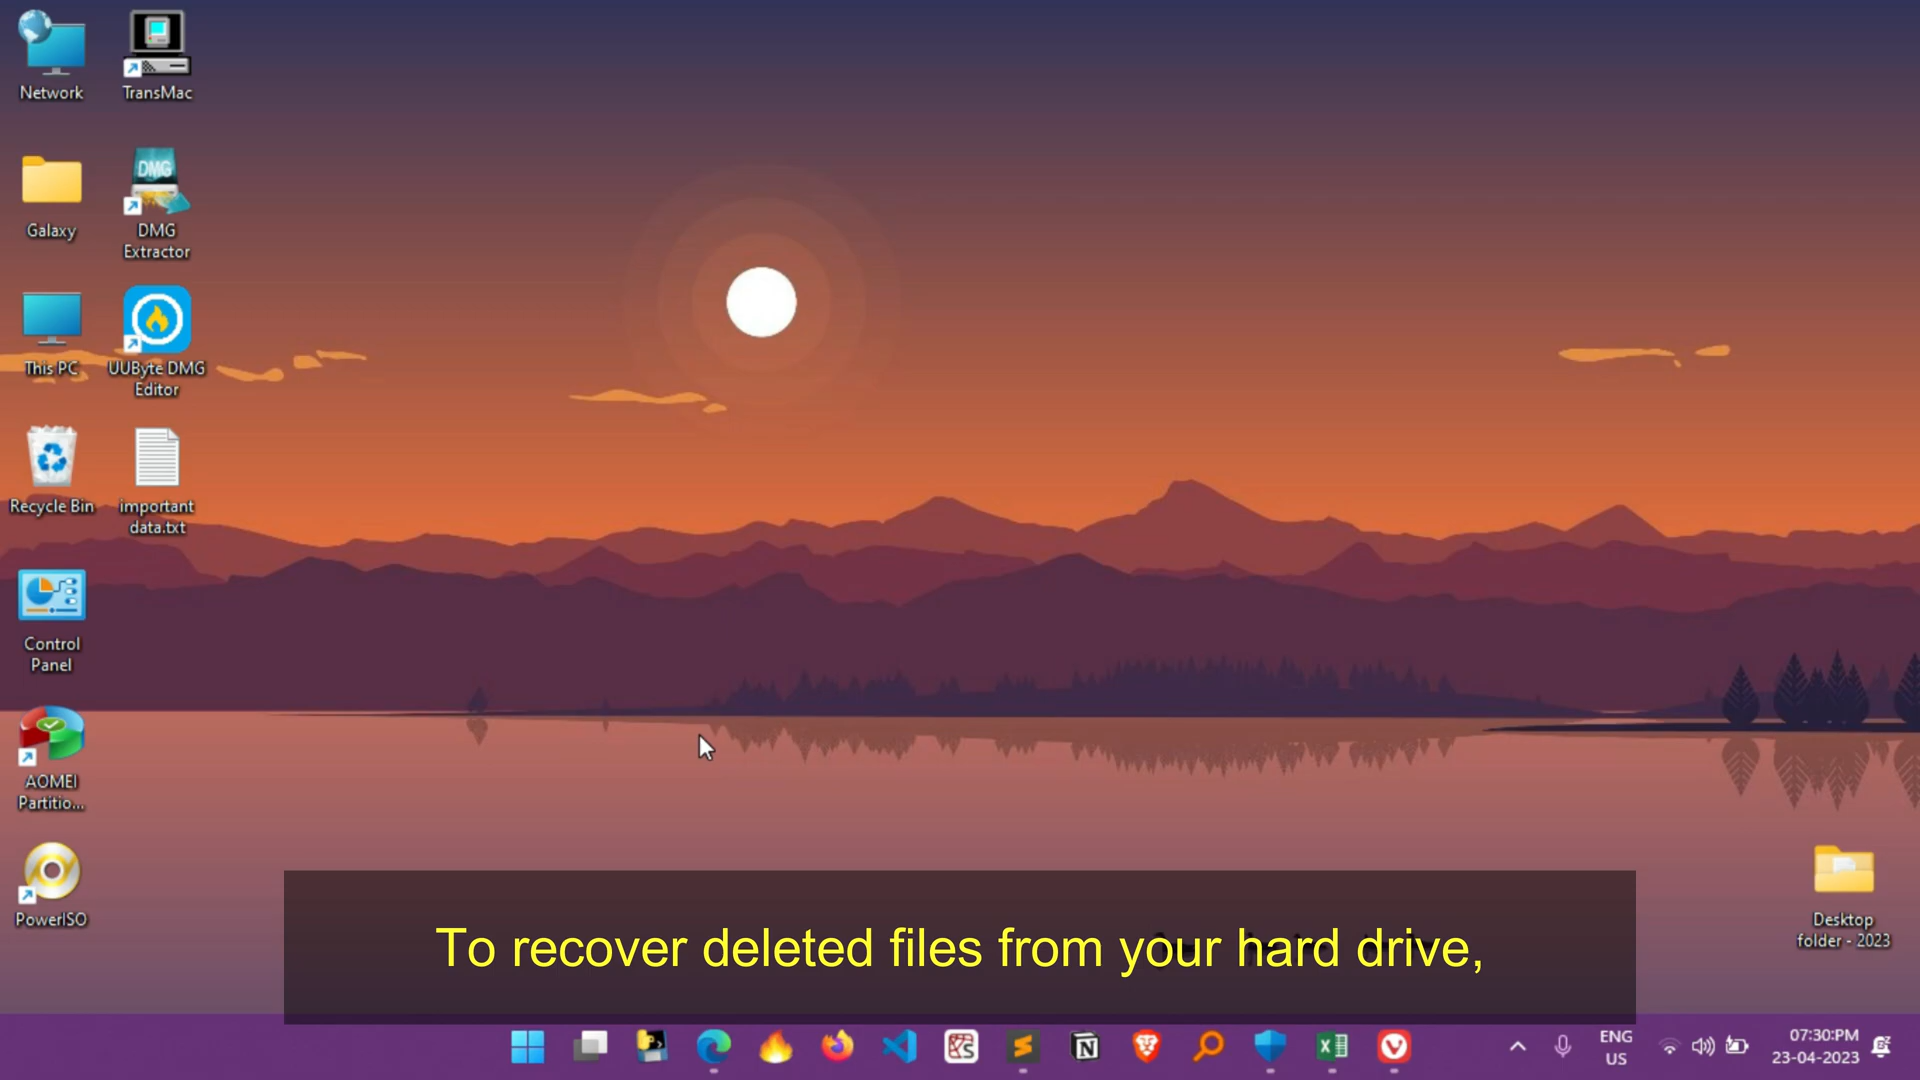 Network
TransMac
Galaxy
DMG
DMG
Extractor
This PC
UUByte DMG
Editor
Recycle Bin
important
data.txt
Control
Panel
AOMEI
Partitio...
PowerISO
Desktop
folder - 2023
To recover deleted files from your hard drive,
ENG
US
07:30:PM
23-04-2023